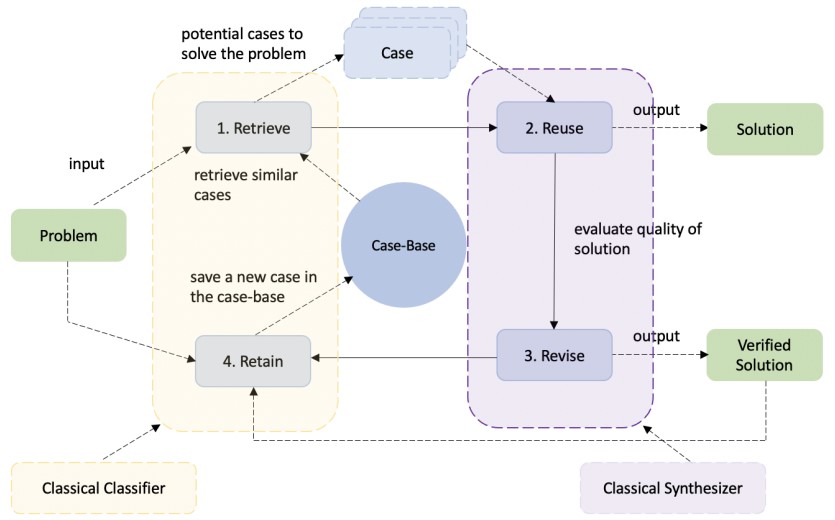 potential cases to
solve the problem
Case
1. Retrieve
2. Reuse
output
Solution
input
retrieve similar
cases
Problem
Case-Base
evaluate quality of
solution
save a new case in
the case-base
4. Retain
3. Revise
output
Verified
Solution
Classical Classifier
Classical Synthesizer